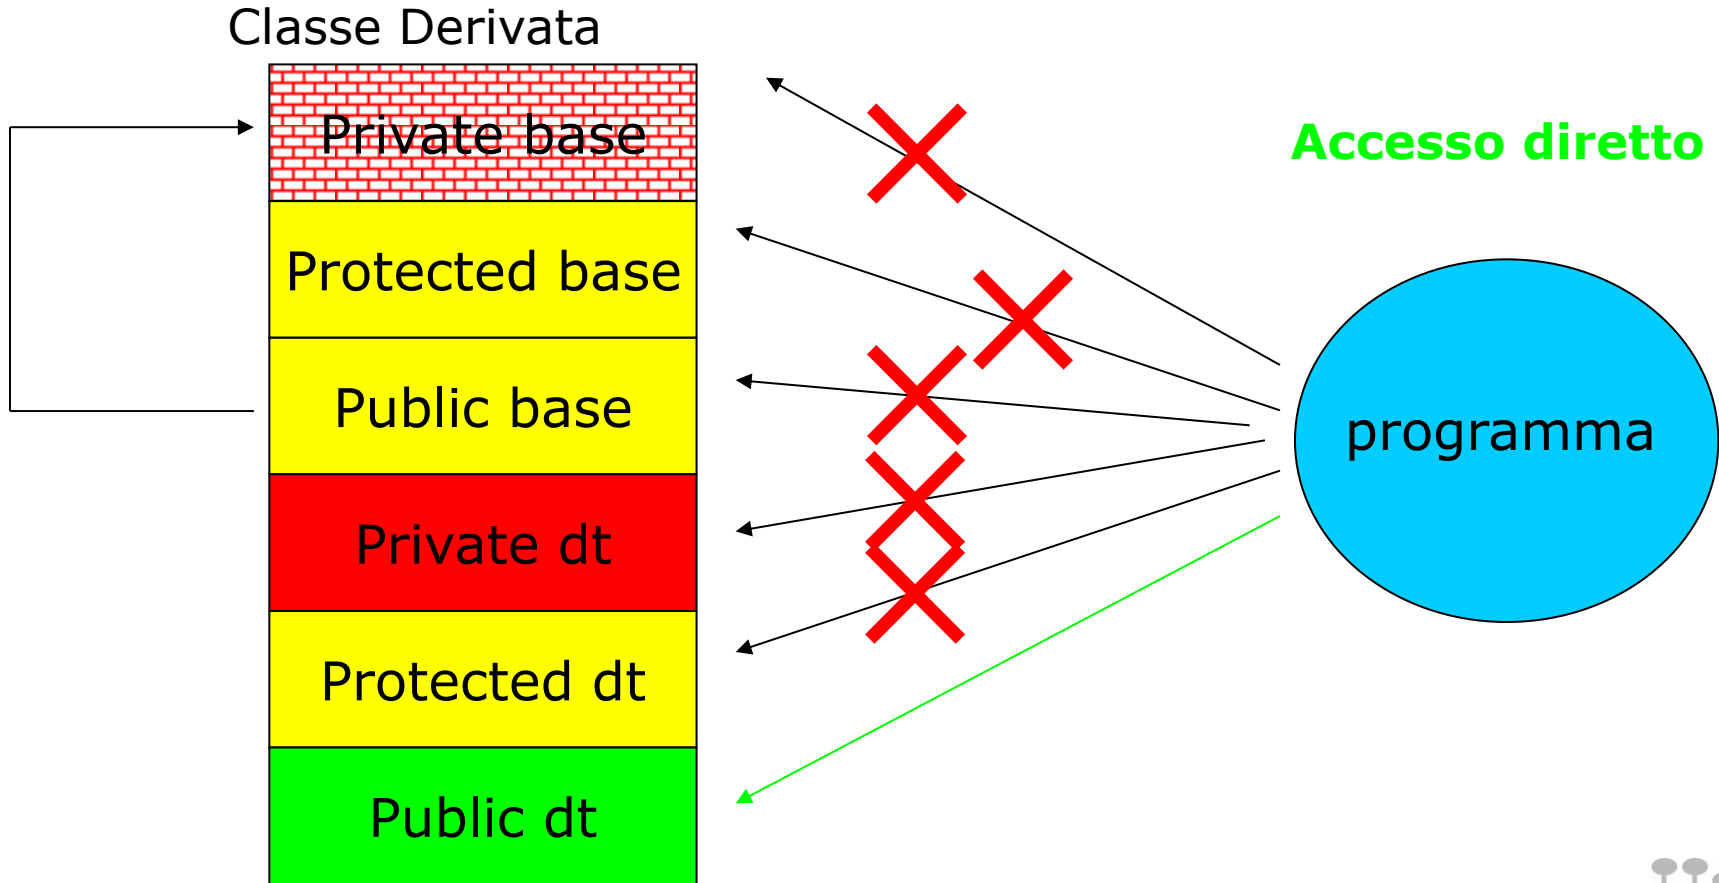 Classe Derivata
Private base
Accesso diretto
Protected base
Public base
programma
Private dt
Protected dt
Public dt